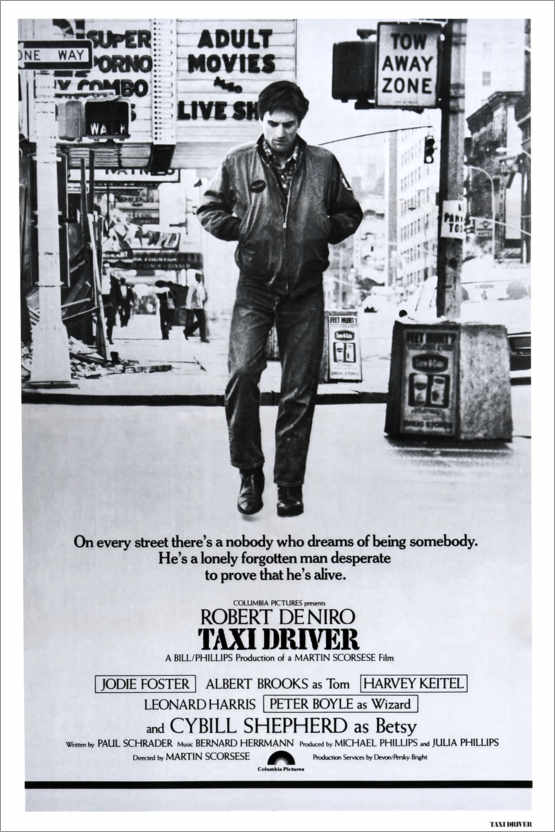 ONE WAY
SUPER
PORNO
COMBO
WALK
ADULT
MOVIES
LIVE SH
TOW
AWAY
ZONE
On every street there's a nobody who dreams of being somebody.
He's a lonely forgotten man desperate
to prove that he's alive.
COLUMBIA PICTURES presents
ROBERT DE NIRO
TAXI DRIVER
A BILL/PHILLIPS Production of a MARTIN SCORSESE Film
JODIE FOSTER ALBERT BROOKS as Tom HARVEY KEITEL
LEONARD HARRIS PETER BOYLE as Wizard
and CYBILL SHEPHERD as Betsy
Written by PAUL SCHRADER Music BERNARD HERRMANN Produced by MICHAEL PHILLIPS and JULIA PHILLIPS
Directed by MARTIN SCORSESE Production Services by Devon/Persky-Bright
Columbia Pictures
TAXI DRIVER